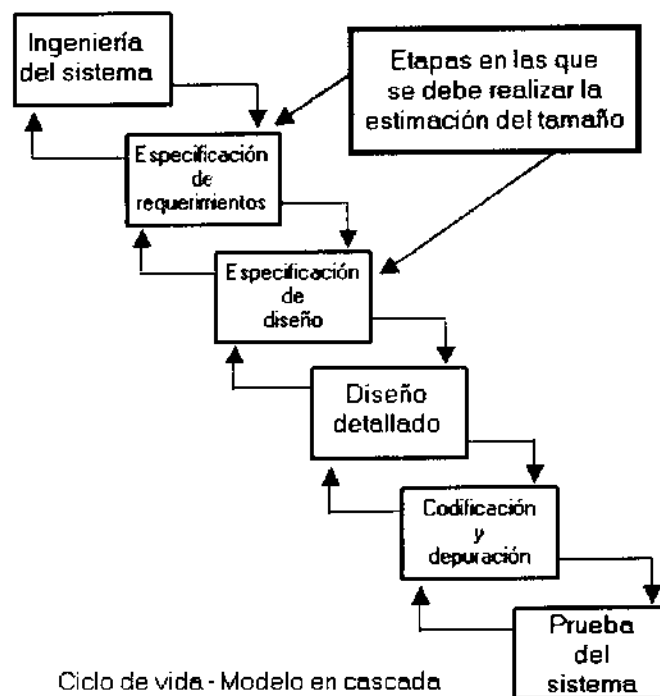 Ingeniería
del sistema
Etapas en las que
se debe realizar la
estimación del tamaño
Especificación
de
requerimientos
Especificación
de
diseño
Diseño
detallado
Codificación
y
depuración
Prueba
del
sistema
Ciclo de vida - Modelo en cascada